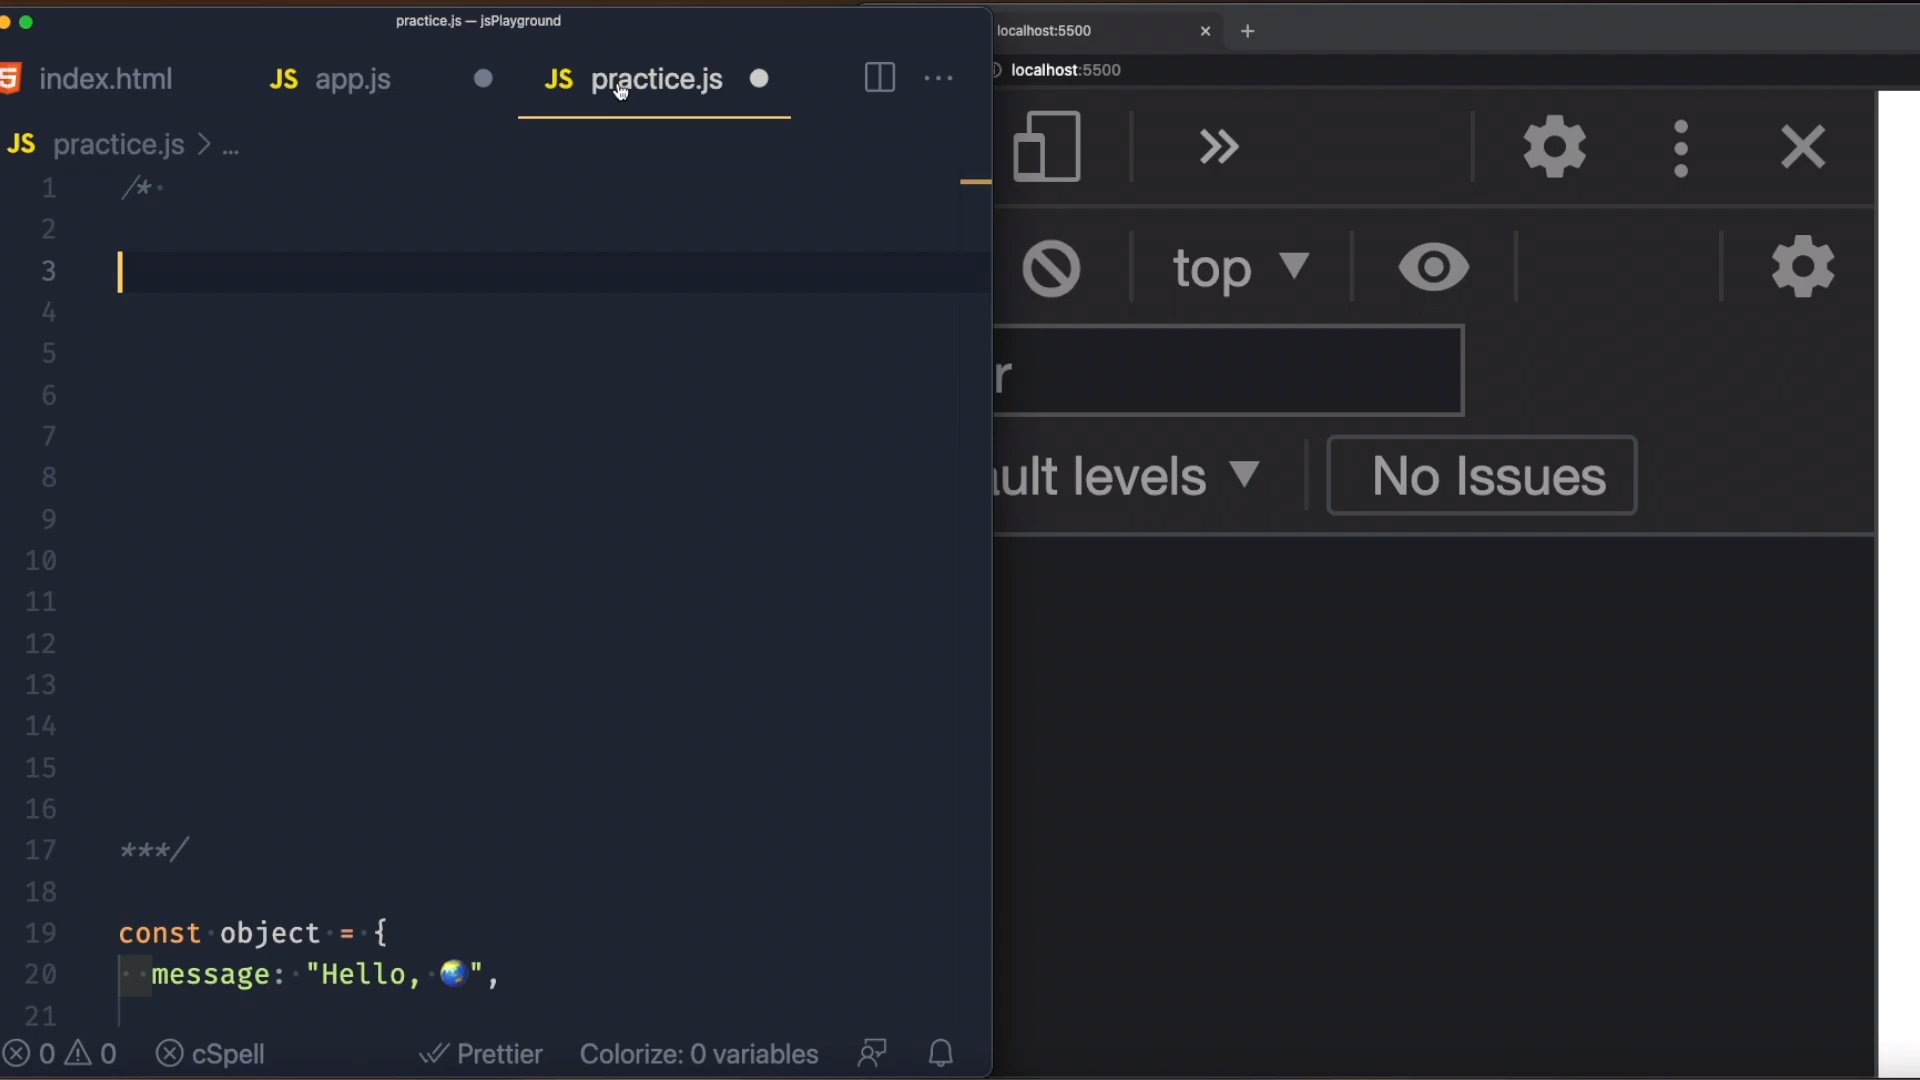 practice.js — jsPlayground
index.html
JS app.js
JS practice.js
JS practice.js > ...
1 /*
2
3
4
5
6
7
8
9
10
11
12
13
14
15
16
17 ***/
18
19 const object = {
20 message: "Hello, 🌏",
21
0 0 cSpell Prettier Colorize: 0 variables
localhost:5500
localhost:5500
top
r
ault levels
No Issues